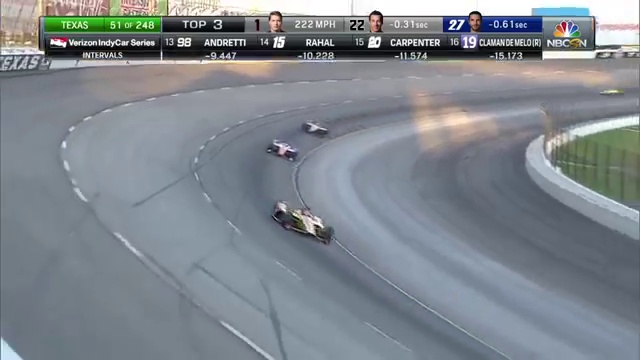 TEXAS 51 OF 248 TOP 3 1 222 MPH 22 -0.31sec 27 -0.61sec
Verizon IndyCar Series 13 98 ANDRETTI 14 15 RAHAL 15 20 CARPENTER 16 19 CLAMAN DE MELO (R) NBCSN
INTERVALS -9.447 -10.228 -11.574 -15.173
TEXAS